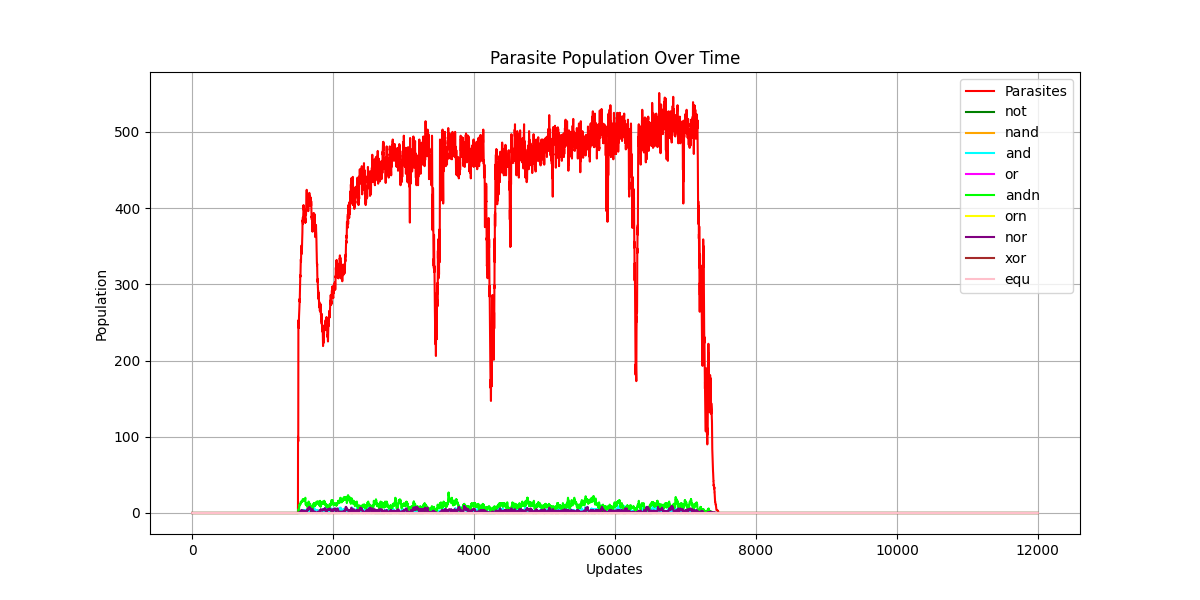 Parasite Population Over Time
Population
500
400
300
200
100
0
0 2000 4000 6000 8000 10000 12000
Updates
Parasites
not
nand
and
or
andn
orn
nor
xor
equ